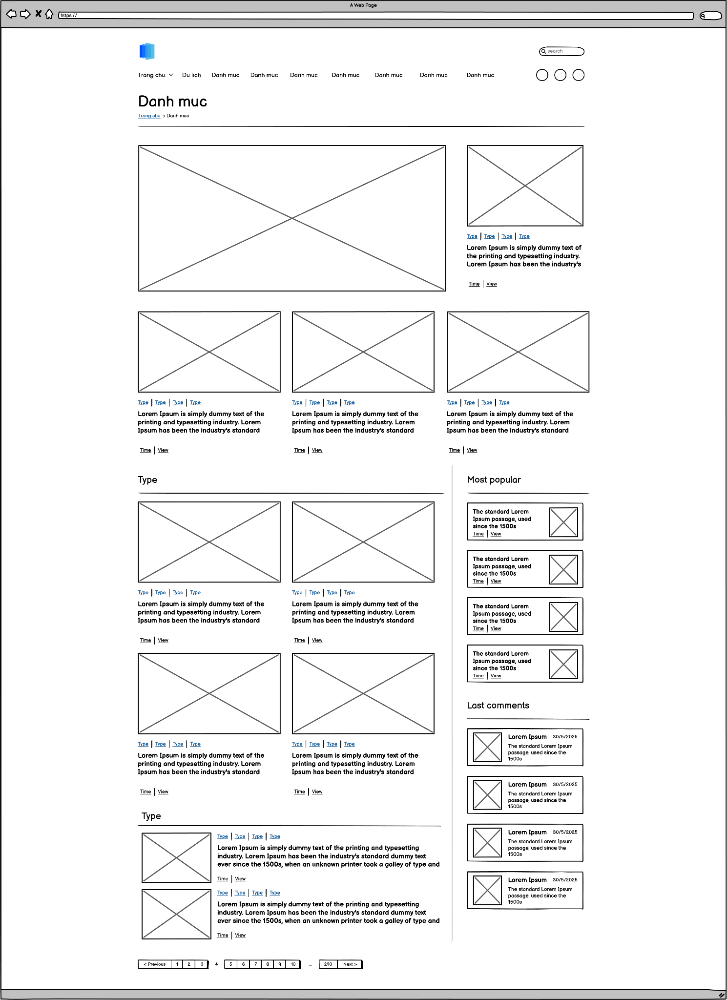 A Web Page
https://
search
Trang chu. Du lich Danh muc Danh muc Danh muc Danh muc Danh muc Danh muc Danh muc
Danh muc
Trang chu > Danh muc
Type | Type | Type | Type
Lorem Ipsum is simply dummy text of
the printing and typesetting industry.
Lorem Ipsum has been the industry's
Time | View
Type | Type | Type | Type
Lorem Ipsum is simply dummy text of the
printing and typesetting industry. Lorem
Ipsum has been the industry's standard
Time | View
Type | Type | Type | Type
Lorem Ipsum is simply dummy text of the
printing and typesetting industry. Lorem
Ipsum has been the industry's standard
Time | View
Type | Type | Type | Type
Lorem Ipsum is simply dummy text of the
printing and typesetting industry. Lorem
Ipsum has been the industry's standard
Time | View
Type
Type | Type | Type | Type
Lorem Ipsum is simply dummy text of the
printing and typesetting industry. Lorem
Ipsum has been the industry's standard
Time | View
Type | Type | Type | Type
Lorem Ipsum is simply dummy text of the
printing and typesetting industry. Lorem
Ipsum has been the industry's standard
Time | View
Type | Type | Type | Type
Lorem Ipsum is simply dummy text of the
printing and typesetting industry. Lorem
Ipsum has been the industry's standard
Time | View
Type | Type | Type | Type
Lorem Ipsum is simply dummy text of the
printing and typesetting industry. Lorem
Ipsum has been the industry's standard
Time | View
Type
Type | Type | Type | Type
Lorem Ipsum is simply dummy text of the printing and typesetting
industry. Lorem Ipsum has been the industry's standard dummy text
ever since the 1500s, when an unknown printer took a galley of type and
Time | View
Type | Type | Type | Type
Lorem Ipsum is simply dummy text of the printing and typesetting
industry. Lorem Ipsum has been the industry's standard dummy text
ever since the 1500s, when an unknown printer took a galley of type and
Time | View
Most popular
The standard Lorem
Ipsum passage, used
since the 1500s
Time | View
The standard Lorem
Ipsum passage, used
since the 1500s
Time | View
The standard Lorem
Ipsum passage, used
since the 1500s
Time | View
The standard Lorem
Ipsum passage, used
since the 1500s
Time | View
Last comments
Lorem Ipsum 30/5/2025
The standard Lorem Ipsum
passage, used since the
1500s
Lorem Ipsum 30/5/2025
The standard Lorem Ipsum
passage, used since the
1500s
Lorem Ipsum 30/5/2025
The standard Lorem Ipsum
passage, used since the
1500s
Lorem Ipsum 30/5/2025
The standard Lorem Ipsum
passage, used since the
1500s
< Previous 1 2 3 4 5 6 7 8 9 10 ... 290 Next >